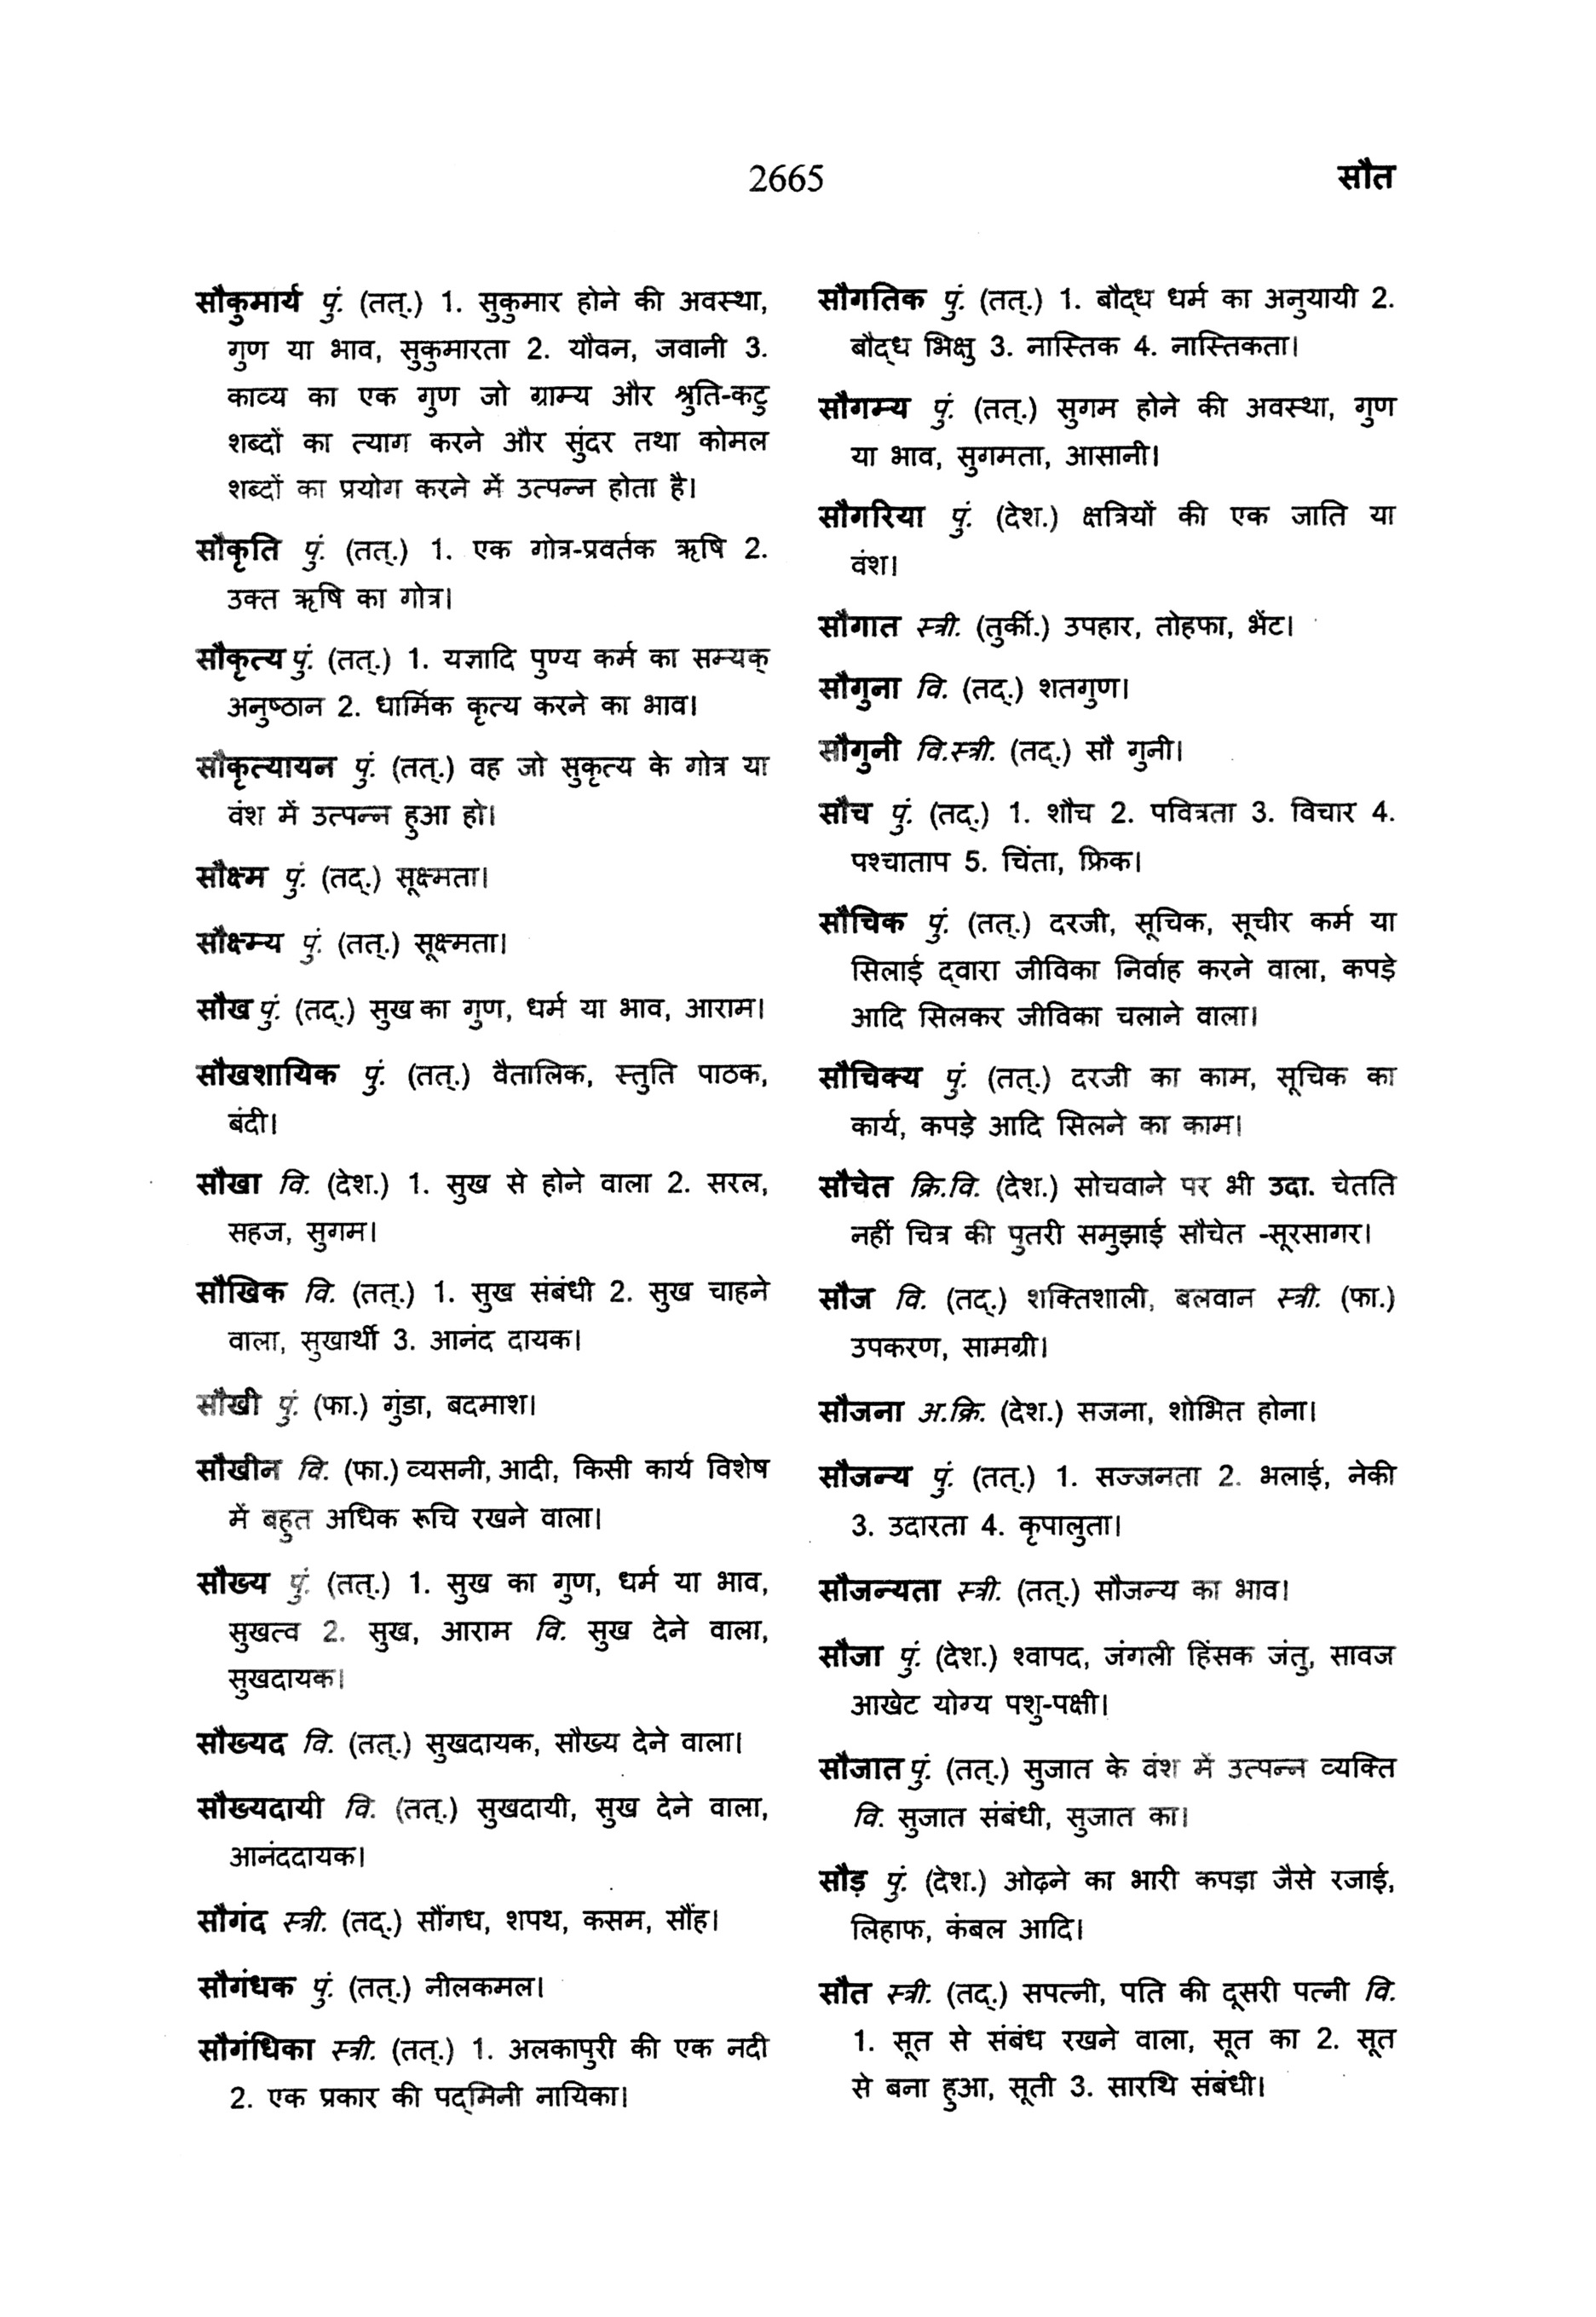 2665
सौत
सौकुमार्य पुं. (तत्.) 1. सुकुमार होने की अवस्था,
गुण या भाव, सुकुमारता 2. यौवन, जवानी 3.
काव्य का एक गुण जो ग्राम्य और श्रुति-कटु
शब्दों का त्याग करने और सुंदर तथा कोमल
शब्दों का प्रयोग करने में उत्पन्न होता है।
सौकृति पुं. (तत्.) 1. एक गोत्र-प्रवर्तक ऋषि 2.
उक्त ऋषि का गोत्र।
सौकृत्य पुं. (तत्.) 1. यज्ञादि पुण्य कर्म का सम्यक्
अनुष्ठान 2. धार्मिक कृत्य करने का भाव।
सौकृत्यायन पुं. (तत्.) वह जो सुकृत्य के गोत्र या
वंश में उत्पन्न हुआ हो।
सौक्ष्म पुं. (तद्.) सूक्ष्मता।
सौक्ष्म्य पुं. (तत्.) सूक्ष्मता।
सौख पुं. (तद्.) सुख का गुण, धर्म या भाव, आराम।
सौखशायिक पुं. (तत्.) वैतालिक, स्तुति पाठक,
बंदी।
सौखा वि. (देश.) 1. सुख से होने वाला 2. सरल,
सहज, सुगम।
सौखिक वि. (तत्.) 1. सुख संबंधी 2. सुख चाहने
वाला, सुखार्थी 3. आनंद दायक।
सौखी पुं. (फा.) गुंडा, बदमाश।
सौखीन वि. (फा.) व्यसनी, आदी, किसी कार्य विशेष
में बहुत अधिक रूचि रखने वाला।
सौख्य पुं. (तत्.) 1. सुख का गुण, धर्म या भाव,
सुखत्व 2. सुख, आराम वि. सुख देने वाला,
सुखदायक।
सौख्यद वि. (तत्.) सुखदायक, सौख्य देने वाला।
सौख्यदायी वि. (तत्.) सुखदायी, सुख देने वाला,
आनंददायक।
सौगंद स्त्री. (तद्.) सौंगध, शपथ, कसम, सौंह।
सौगंधक पुं. (तत्.) नीलकमल।
सौगंधिका स्त्री. (तत्.) 1. अलकापुरी की एक नदी
2. एक प्रकार की पद्मिनी नायिका।
सौगतिक पुं. (तत्.) 1. बौद्ध धर्म का अनुयायी 2.
बौद्ध भिक्षु 3. नास्तिक 4. नास्तिकता।
सौगम्य पुं. (तत्.) सुगम होने की अवस्था, गुण
या भाव, सुगमता, आसानी।
सौगरिया पुं. (देश.) क्षत्रियों की एक जाति या
वंश।
सौगात स्त्री. (तुर्की.) उपहार, तोहफा, भेंट।
सौगुना वि. (तद्.) शतगुण।
सौगुनी वि.स्त्री. (तद्.) सौ गुनी।
सौच पुं. (तद्.) 1. शौच 2. पवित्रता 3. विचार 4.
पश्चाताप 5. चिंता, फ्रिक।
सौचिक पुं. (तत्.) दरजी, सूचिक, सूचीर कर्म या
सिलाई द्वारा जीविका निर्वाह करने वाला, कपड़े
आदि सिलकर जीविका चलाने वाला।
सौचिक्य पुं. (तत्.) दरजी का काम, सूचिक का
कार्य, कपड़े आदि सिलने का काम।
सौचेत क्रि.वि. (देश.) सोचवाने पर भी उदा. चेतति
नहीं चित्र की पुतरी समुझाई सौचेत -सूरसागर।
सौज वि. (तद्.) शक्तिशाली, बलवान स्त्री. (फा.)
उपकरण, सामग्री।
सौजना अ.क्रि. (देश.) सजना, शोभित होना।
सौजन्य पुं. (तत्.) 1. सज्जनता 2. भलाई, नेकी
3. उदारता 4. कृपालुता।
सौजन्यता स्त्री. (तत्.) सौजन्य का भाव।
सौजा पुं. (देश.) श्वापद, जंगली हिंसक जंतु, सावज
आखेट योग्य पशु-पक्षी।
सौजात पुं. (तत्.) सुजात के वंश में उत्पन्न व्यक्ति
वि. सुजात संबंधी, सुजात का।
सौड़ पुं. (देश.) ओढ़ने का भारी कपड़ा जैसे रजाई,
लिहाफ, कंबल आदि।
सौत स्त्री. (तद्.) सपत्नी, पति की दूसरी पत्नी वि.
1. सूत से संबंध रखने वाला, सूत का 2. सूत
से बना हुआ, सूती 3. सारथि संबंधी।